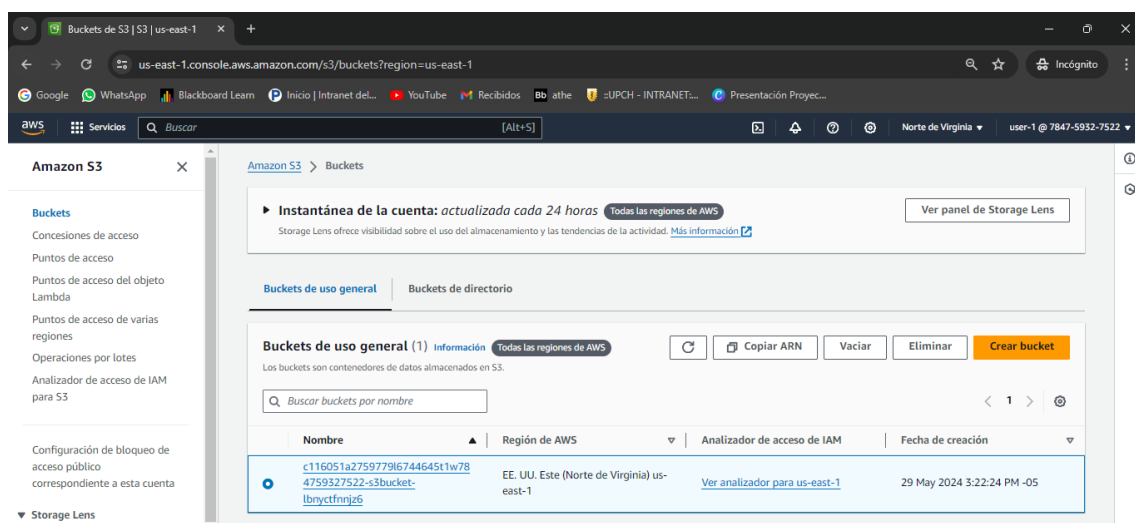 Buckets de S3 | S3 | us-east-1
us-east-1.console.aws.amazon.com/s3/buckets?region=us-east-1
Incógnito
Google WhatsApp Blackboard Learn Inicio | Intranet del... YouTube Recibidos Bb athe ::UPCH - INTRANET:... Presentación Proyec...
aws Servicios Buscar [Alt+S] Norte de Virginia user-1 @ 7847-5932-7522
Amazon S3
Buckets
Concesiones de acceso
Puntos de acceso
Puntos de acceso del objeto
Lambda
Puntos de acceso de varias
regiones
Operaciones por lotes
Analizador de acceso de IAM
para S3
Configuración de bloqueo de
acceso público
correspondiente a esta cuenta
Storage Lens
Amazon S3 > Buckets
Instantánea de la cuenta: actualizada cada 24 horas Todas las regiones de AWS
Ver panel de Storage Lens
Storage Lens ofrece visibilidad sobre el uso del almacenamiento y las tendencias de la actividad. Más información
Buckets de uso general Buckets de directorio
Buckets de uso general (1) Información Todas las regiones de AWS
Copiar ARN Vaciar Eliminar Crear bucket
Los buckets son contenedores de datos almacenados en S3.
Buscar buckets por nombre
1
Nombre Región de AWS Analizador de acceso de IAM Fecha de creación
c116051a2759779l6744645t1w78
4759327522-s3bucket-
lbnyctfnnjz6
EE. UU. Este (Norte de Virginia) us-
east-1
Ver analizador para us-east-1
29 May 2024 3:22:24 PM -05